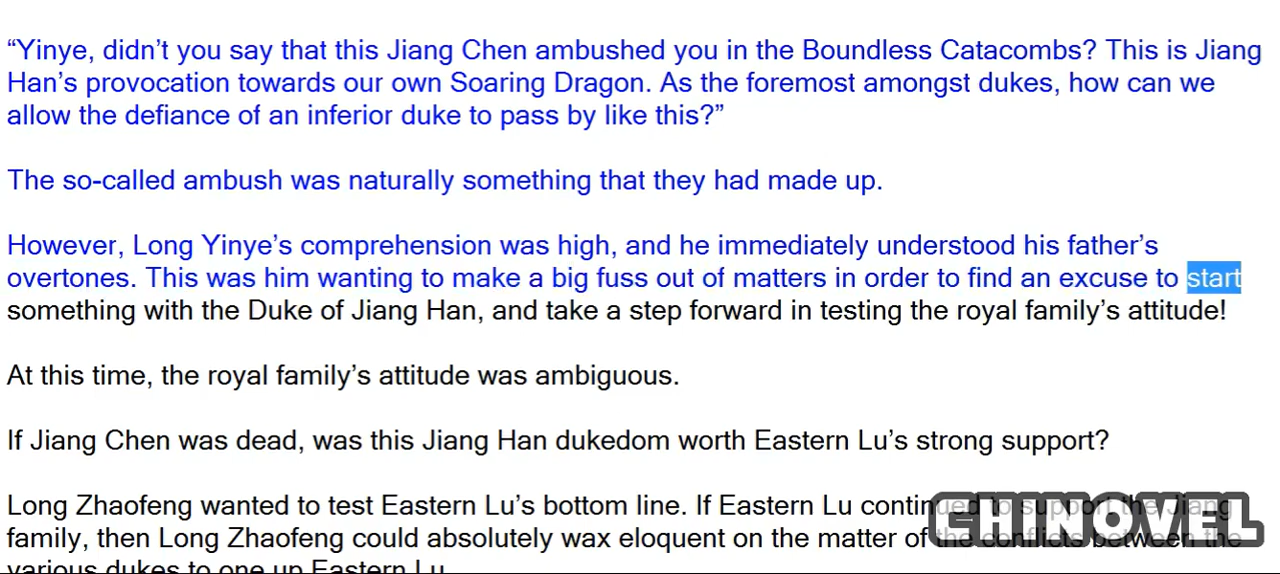 “Yinye, didn’t you say that this Jiang Chen ambushed you in the Boundless Catacombs? This is Jiang
Han’s provocation towards our own Soaring Dragon. As the foremost amongst dukes, how can we
allow the defiance of an inferior duke to pass by like this?”
The so-called ambush was naturally something that they had made up.
However, Long Yinye’s comprehension was high, and he immediately understood his father’s
overtones. This was him wanting to make a big fuss out of matters in order to find an excuse to start
something with the Duke of Jiang Han, and take a step forward in testing the royal family’s attitude!
At this time, the royal family’s attitude was ambiguous.
If Jiang Chen was dead, was this Jiang Han dukedom worth Eastern Lu’s strong support?
Long Zhaofeng wanted to test Eastern Lu’s bottom line. If Eastern Lu continued to support the Jiang
family, then Long Zhaofeng could absolutely wax eloquent on the matter of the conflicts between the
various dukes to one up Eastern Lu
CHINOVEL